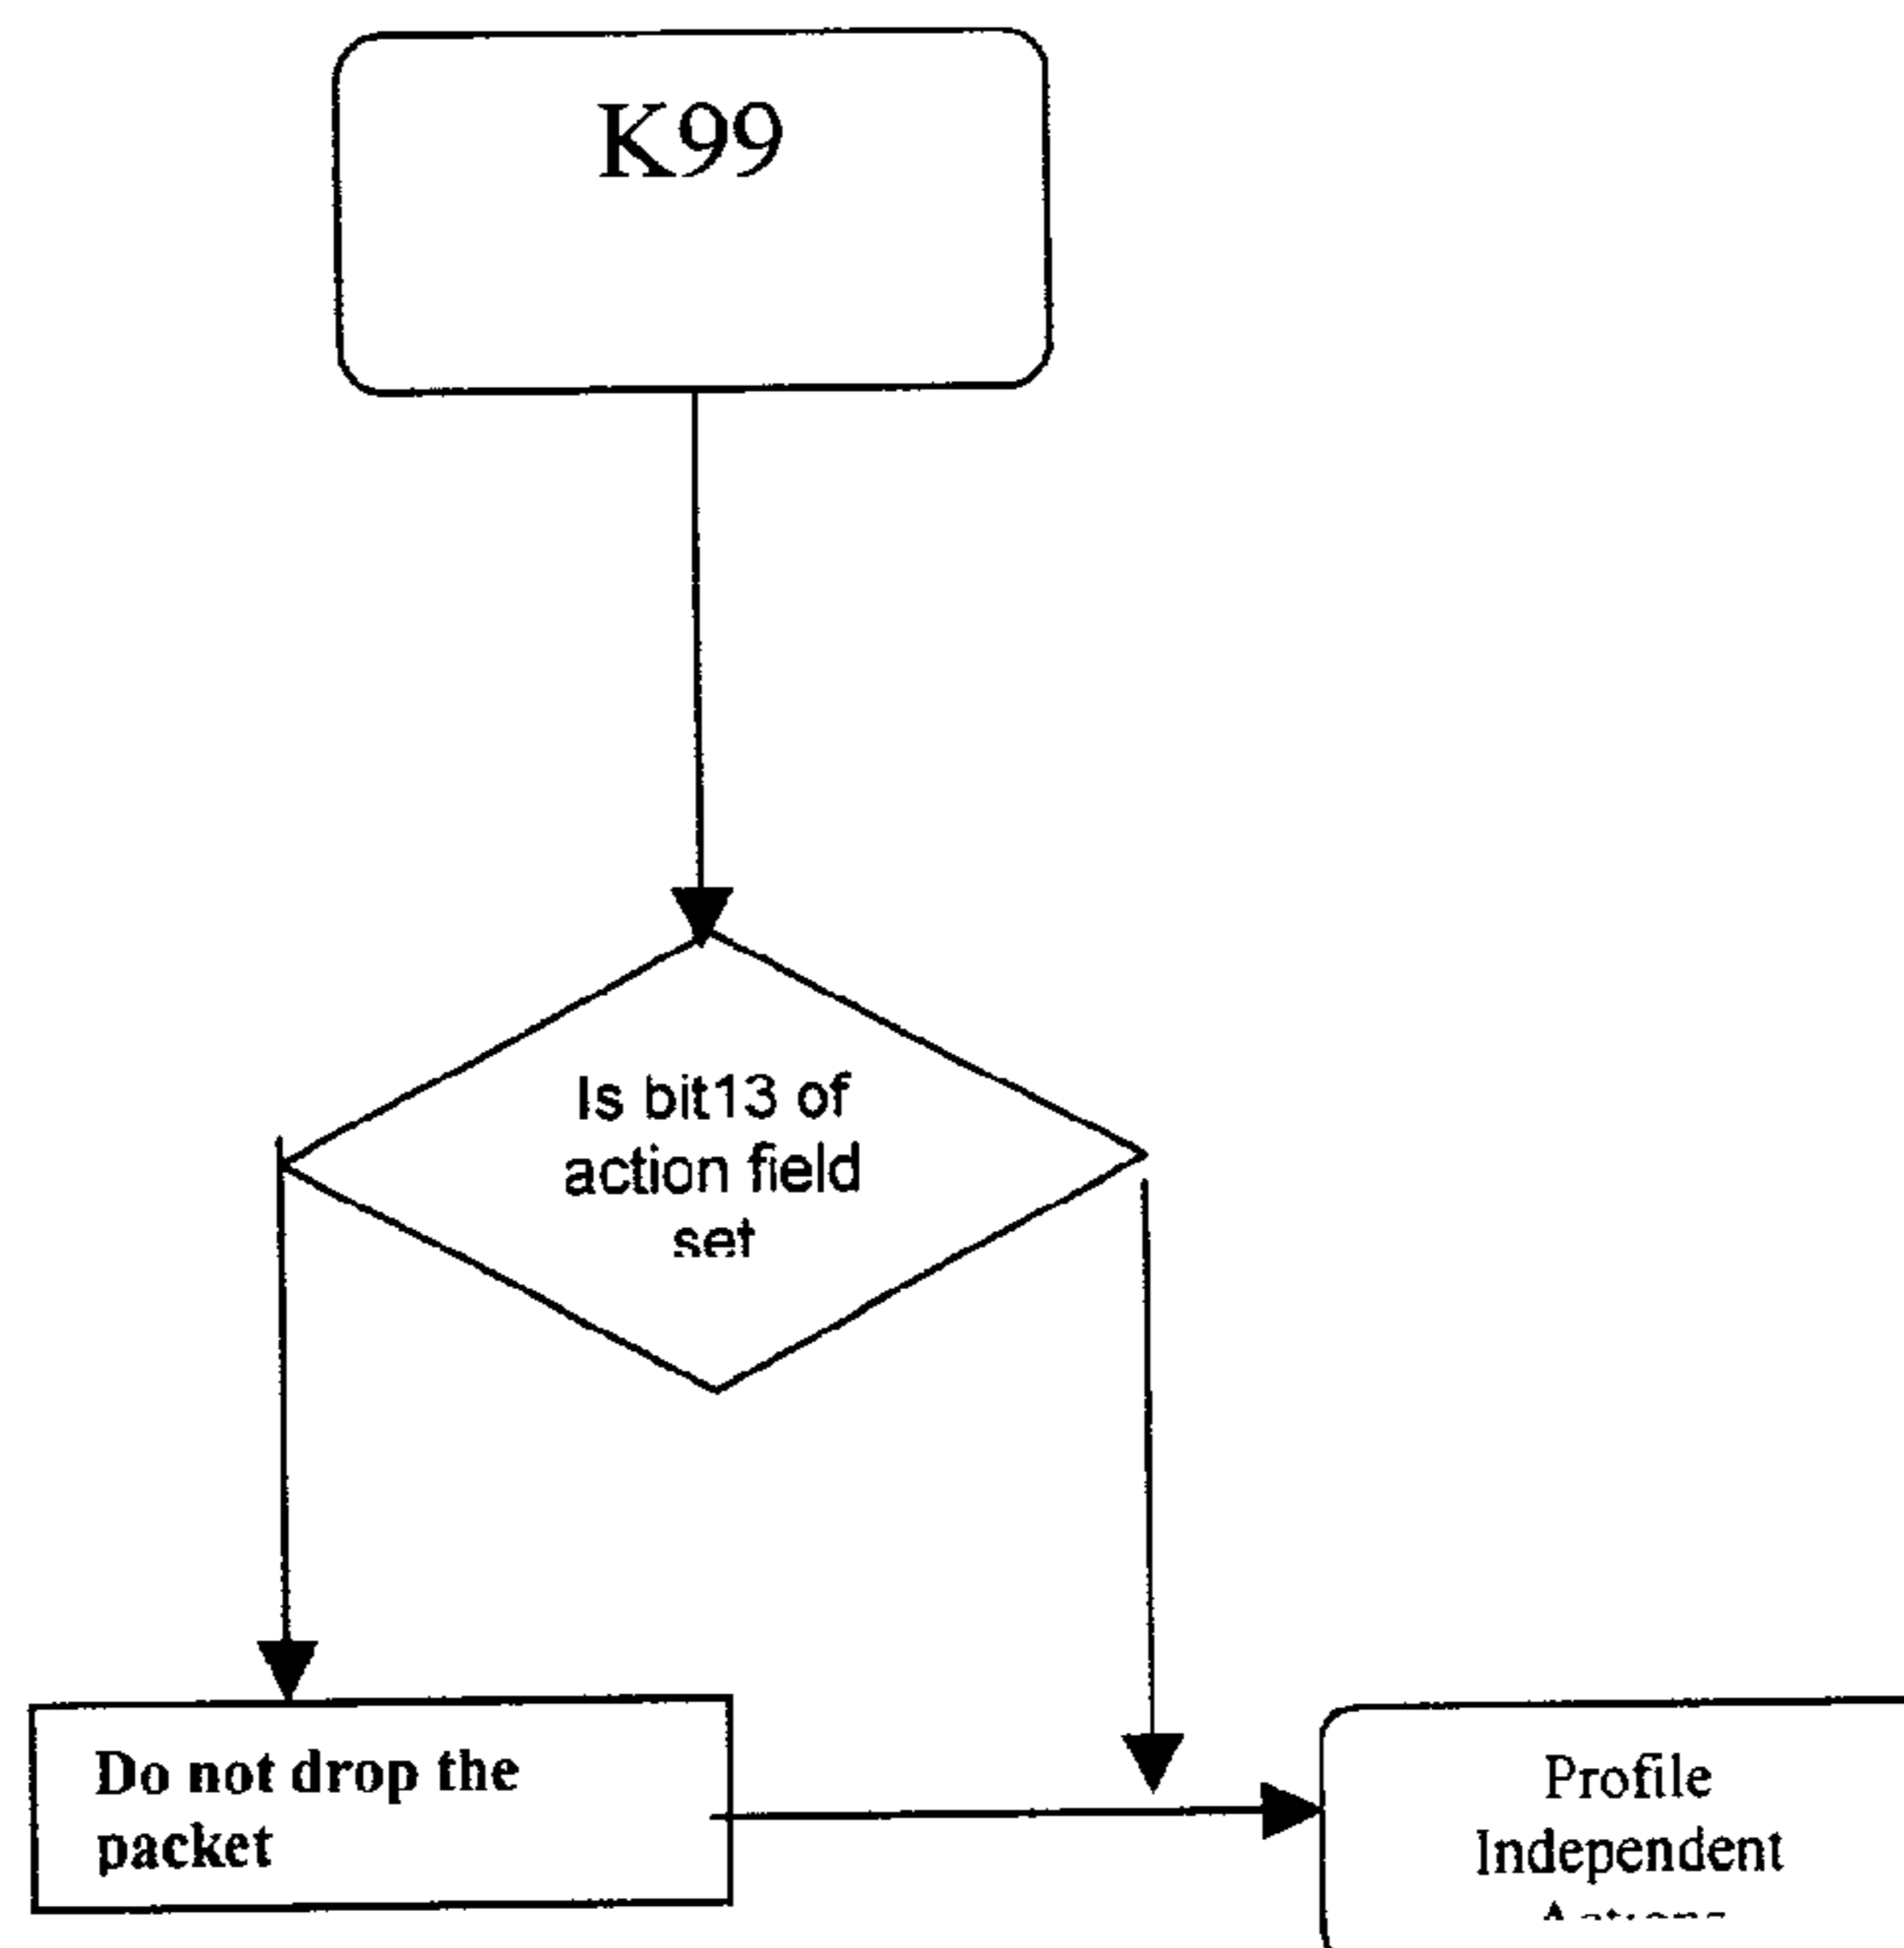 K99
Is bit13 of
action field
set
Do not drop the
packet
Profile
Independent